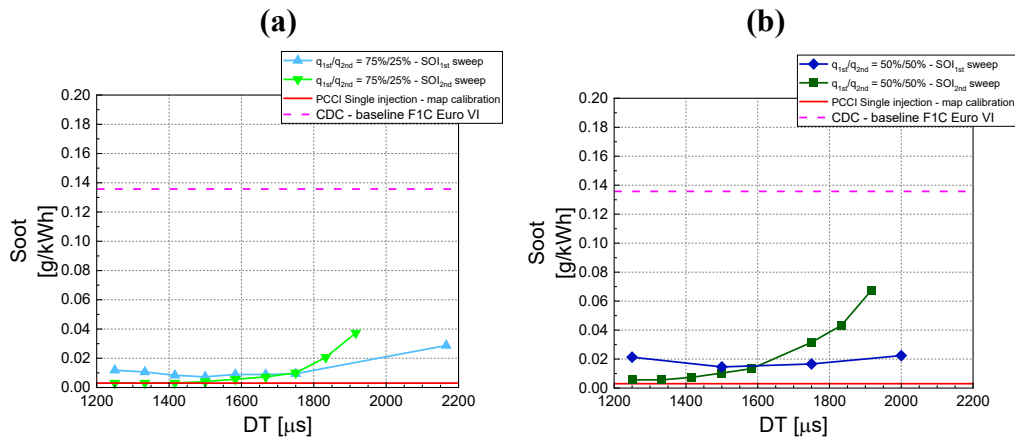 (a)
q1st/q2nd = 75%/25% - SOI1st sweep
q1st/q2nd = 75%/25% - SOI2nd sweep
PCCI Single injection - map calibration
CDC - baseline F1C Euro VI
0.20
0.18
0.16
0.14
0.12
0.10
0.08
0.06
0.04
0.02
0.00
Soot
[g/kWh]
1200 1400 1600 1800 2000 2200
DT [μs]
(b)
q1st/q2nd = 50%/50% - SOI1st sweep
q1st/q2nd = 50%/50% - SOI2nd sweep
PCCI Single injection - map calibration
CDC - baseline F1C Euro VI
0.20
0.18
0.16
0.14
0.12
0.10
0.08
0.06
0.04
0.02
0.00
Soot
[g/kWh]
1200 1400 1600 1800 2000 2200
DT [μs]